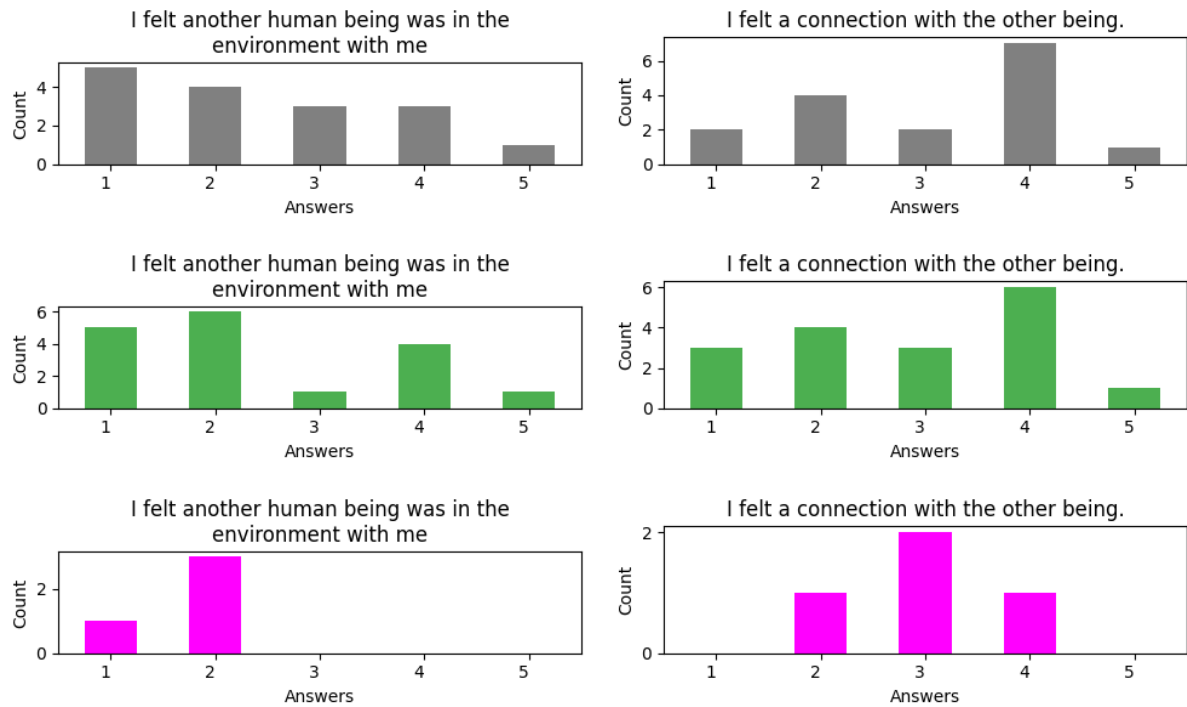 I felt another human being was in the
environment with me
Count
4
2
0
1 2 3 4 5
Answers
I felt a connection with the other being.
Count
6
4
2
0
1 2 3 4 5
Answers
I felt another human being was in the
environment with me
Count
6
4
2
0
1 2 3 4 5
Answers
I felt a connection with the other being.
Count
6
4
2
0
1 2 3 4 5
Answers
I felt another human being was in the
environment with me
Count
2
0
1 2 3 4 5
Answers
I felt a connection with the other being.
Count
2
0
1 2 3 4 5
Answers